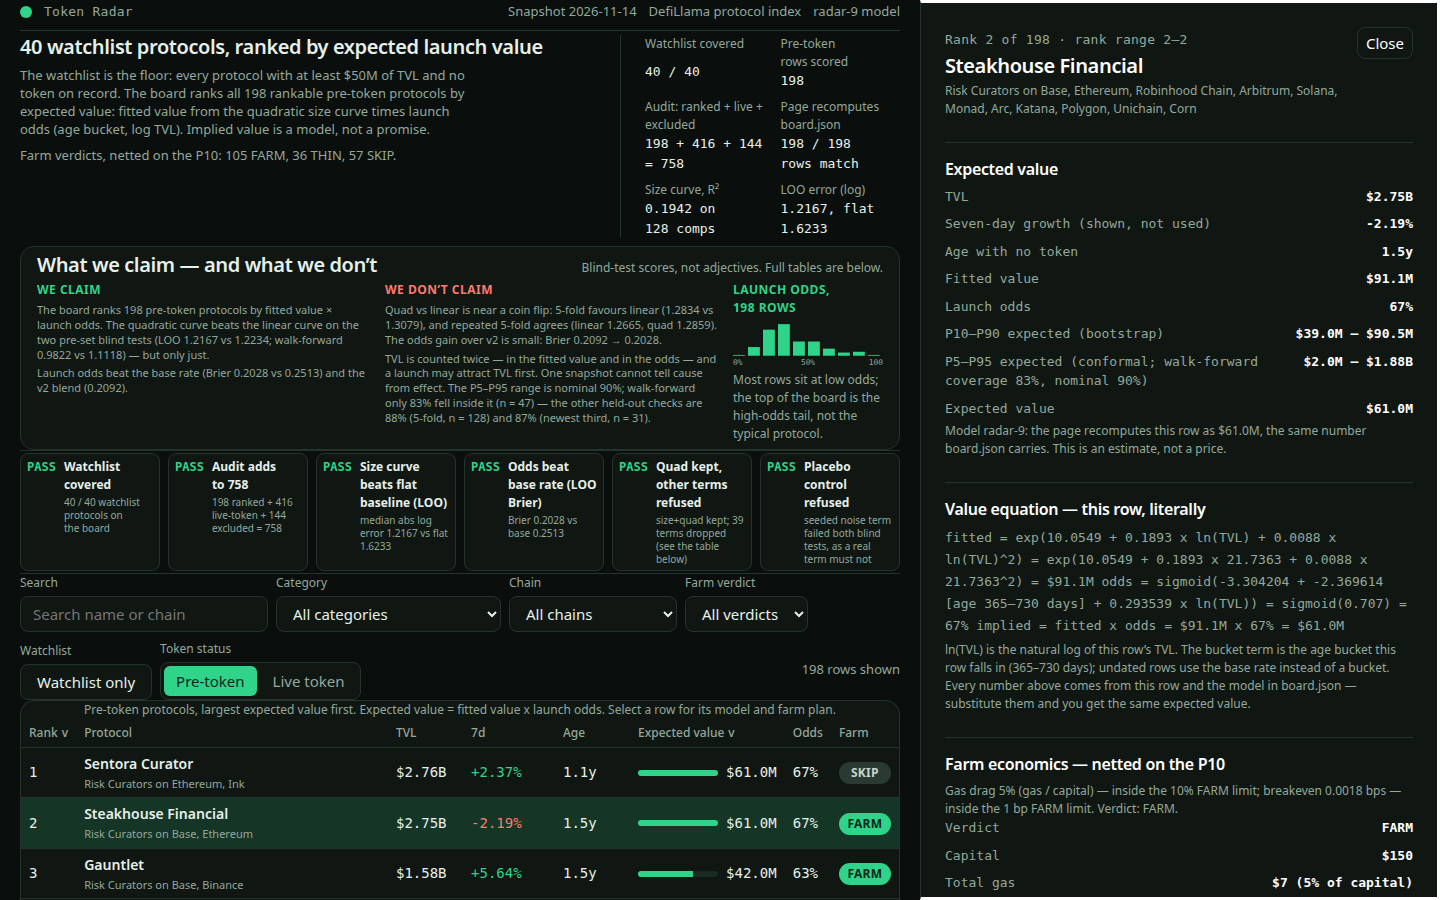 Token Radar
Snapshot 2026-11-14 DefiLlama protocol index radar-9 model
40 watchlist protocols, ranked by expected launch value
The watchlist is the floor: every protocol with at least $50M of TVL and no
token on record. The board ranks all 198 rankable pre-token protocols by
expected value: fitted value from the quadratic size curve times launch
odds (age bucket, log TVL). Implied value is a model, not a promise.
Farm verdicts, netted on the P10: 105 FARM, 36 THIN, 57 SKIP.
Watchlist covered
40 / 40
Pre-token
rows scored
198
Audit: ranked + live +
excluded
198 + 416 + 144
= 758
Page recomputes
board.json
198 / 198
rows match
Size curve, R²
0.1942 on
128 comps
LOO error (log)
1.2167, flat
1.6233
What we claim — and what we don't
Blind-test scores, not adjectives. Full tables are below.
WE CLAIM
The board ranks 198 pre-token protocols by fitted value ×
launch odds. The quadratic curve beats the linear curve on the
two pre-set blind tests (LOO 1.2167 vs 1.2234; walk-forward
0.9822 vs 1.1118) — but only just.
Launch odds beat the base rate (Brier 0.2028 vs 0.2513) and the
v2 blend (0.2092).
WE DON'T CLAIM
Quad vs linear is near a coin flip: 5-fold favours linear (1.2834 vs
1.3079), and repeated 5-fold agrees (linear 1.2665, quad 1.2859).
The odds gain over v2 is small: Brier 0.2092 → 0.2028.
TVL is counted twice — in the fitted value and in the odds — and
a launch may attract TVL first. One snapshot cannot tell cause
from effect. The P5–P95 range is nominal 90%; walk-forward
only 83% fell inside it (n = 47) — the other held-out checks are
88% (5-fold, n = 128) and 87% (newest third, n = 31).
LAUNCH ODDS,
198 ROWS
0% 50% 100
Most rows sit at low odds;
the top of the board is the
high-odds tail, not the
typical protocol.
PASS Watchlist
covered
40 / 40 watchlist
protocols on
the board
PASS Audit adds
to 758
198 ranked + 416
live-token + 144
excluded = 758
PASS Size curve
beats flat
baseline (LOO)
median abs log
error 1.2167 vs flat
1.6233
PASS Odds beat
base rate (LOO
Brier)
Brier 0.2028 vs
base 0.2513
PASS Quad kept,
other terms
refused
size+quad kept; 39
terms dropped
(see the table
below)
PASS Placebo
control
refused
seeded noise term
failed both blind
tests, as a real
term must not
Search
Search name or chain
Category
All categories
Chain
All chains
Farm verdict
All verdicts
Watchlist
Watchlist only
Token status
Pre-token Live token
198 rows shown
Pre-token protocols, largest expected value first. Expected value = fitted value x launch odds. Select a row for its model and farm plan.
Rank v Protocol TVL 7d Age Expected value v Odds Farm
1 Sentora Curator $2.76B +2.37% 1.1y $61.0M 67% SKIP
Risk Curators on Ethereum, Ink
2 Steakhouse Financial $2.75B -2.19% 1.5y $61.0M 67% FARM
Risk Curators on Base, Ethereum
3 Gauntlet $1.58B +5.64% 1.5y $42.0M 63% FARM
Risk Curators on Base, Binance
Rank 2 of 198 · rank range 2–2
Close
Steakhouse Financial
Risk Curators on Base, Ethereum, Robinhood Chain, Arbitrum, Solana,
Monad, Arc, Katana, Polygon, Unichain, Corn
Expected value
TVL $2.75B
Seven-day growth (shown, not used) -2.19%
Age with no token 1.5y
Fitted value $91.1M
Launch odds 67%
P10–P90 expected (bootstrap) $39.0M — $90.5M
P5–P95 expected (conformal; walk-forward $2.0M — $1.88B
coverage 83%, nominal 90%)
Expected value $61.0M
Model radar-9: the page recomputes this row as $61.0M, the same number
board.json carries. This is an estimate, not a price.
Value equation — this row, literally
fitted = exp(10.0549 + 0.1893 x ln(TVL) + 0.0088 x
ln(TVL)^2) = exp(10.0549 + 0.1893 x 21.7363 + 0.0088 x
21.7363^2) = $91.1M odds = sigmoid(-3.304204 + -2.369614
[age 365–730 days] + 0.293539 x ln(TVL)) = sigmoid(0.707) =
67% implied = fitted x odds = $91.1M x 67% = $61.0M
ln(TVL) is the natural log of this row's TVL. The bucket term is the age bucket this
row falls in (365–730 days); undated rows use the base rate instead of a bucket.
Every number above comes from this row and the model in board.json —
substitute them and you get the same expected value.
Farm economics — netted on the P10
Gas drag 5% (gas / capital) — inside the 10% FARM limit; breakeven 0.0018 bps —
inside the 1 bp FARM limit. Verdict: FARM.
Verdict FARM
Capital $150
Total gas $7 (5% of capital)